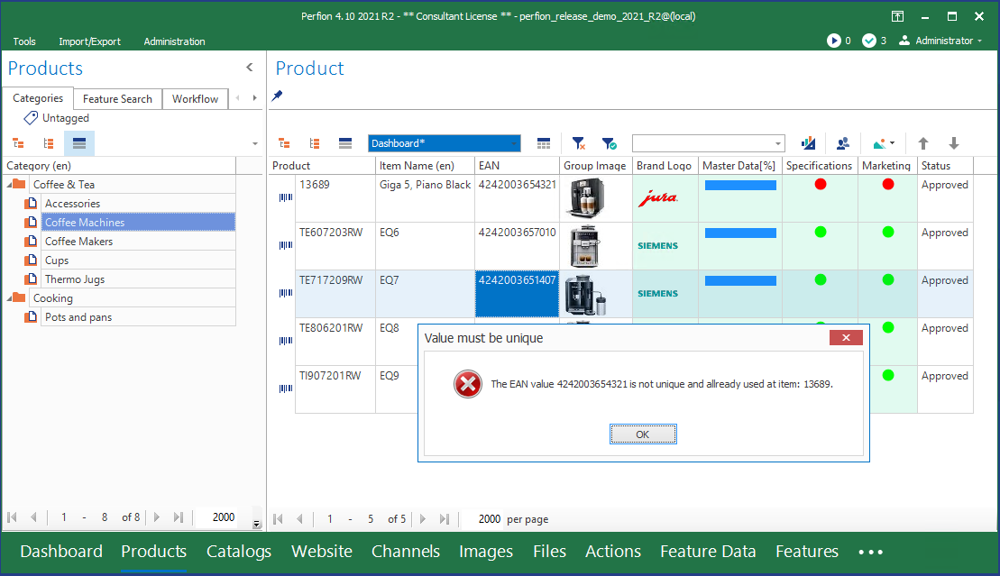 Perfion 4.10 2021 R2 - ** Consultant License ** - perfion_release_demo_2021_R2@(local)
Tools Import/Export Administration 0 3 Administrator
Products
Categories Feature Search Workflow
Untagged
Category (en)
Coffee & Tea
Accessories
Coffee Machines
Coffee Makers
Cups
Thermo Jugs
Cooking
Pots and pans
1 - 8 of 8 2000
Product
Dashboard*
Product Item Name (en) EAN Group Image Brand Logo Master Data[%] Specifications Marketing Status
13689 Giga 5, Piano Black 4242003654321 jura Approved
TE607203RW EQ6 4242003657010 SIEMENS Approved
TE717209RW EQ7 4242003651407 SIEMENS Approved
TE806201RW EQ8 Approved
TI907201RW EQ9 Approved
Value must be unique
The EAN value 4242003654321 is not unique and allready used at item: 13689.
OK
1 - 5 of 5 2000 per page
Dashboard Products Catalogs Website Channels Images Files Actions Feature Data Features